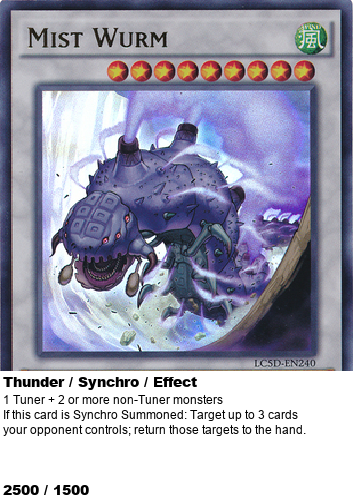 MIST WURM
風
LC5D-EN240
Thunder / Synchro / Effect
1 Tuner + 2 or more non-Tuner monsters
If this card is Synchro Summoned: Target up to 3 cards
your opponent controls; return those targets to the hand.
2500 / 1500